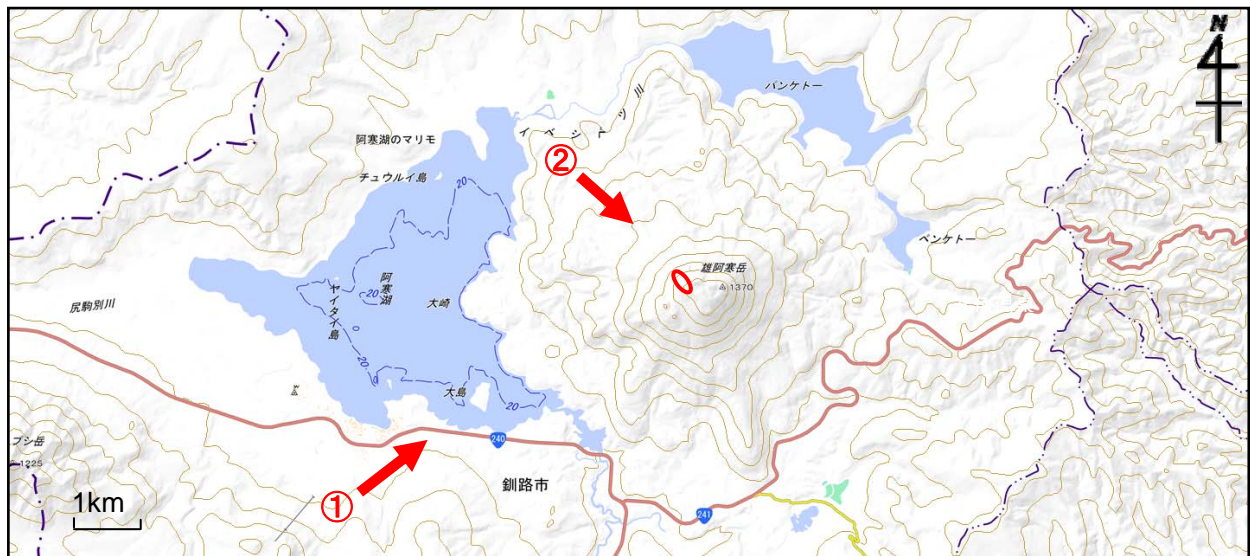 N
パンケトー
イベシベツ川
阿寒湖のマリモ
②
チュウルイ島
20
ペンケトー
雄阿寒岳
1370
阿寒湖
20
ヤイタイ島
大崎
尻駒別川
20
大島
20
240
フシ岳
1225
釧路市
①
1km
241